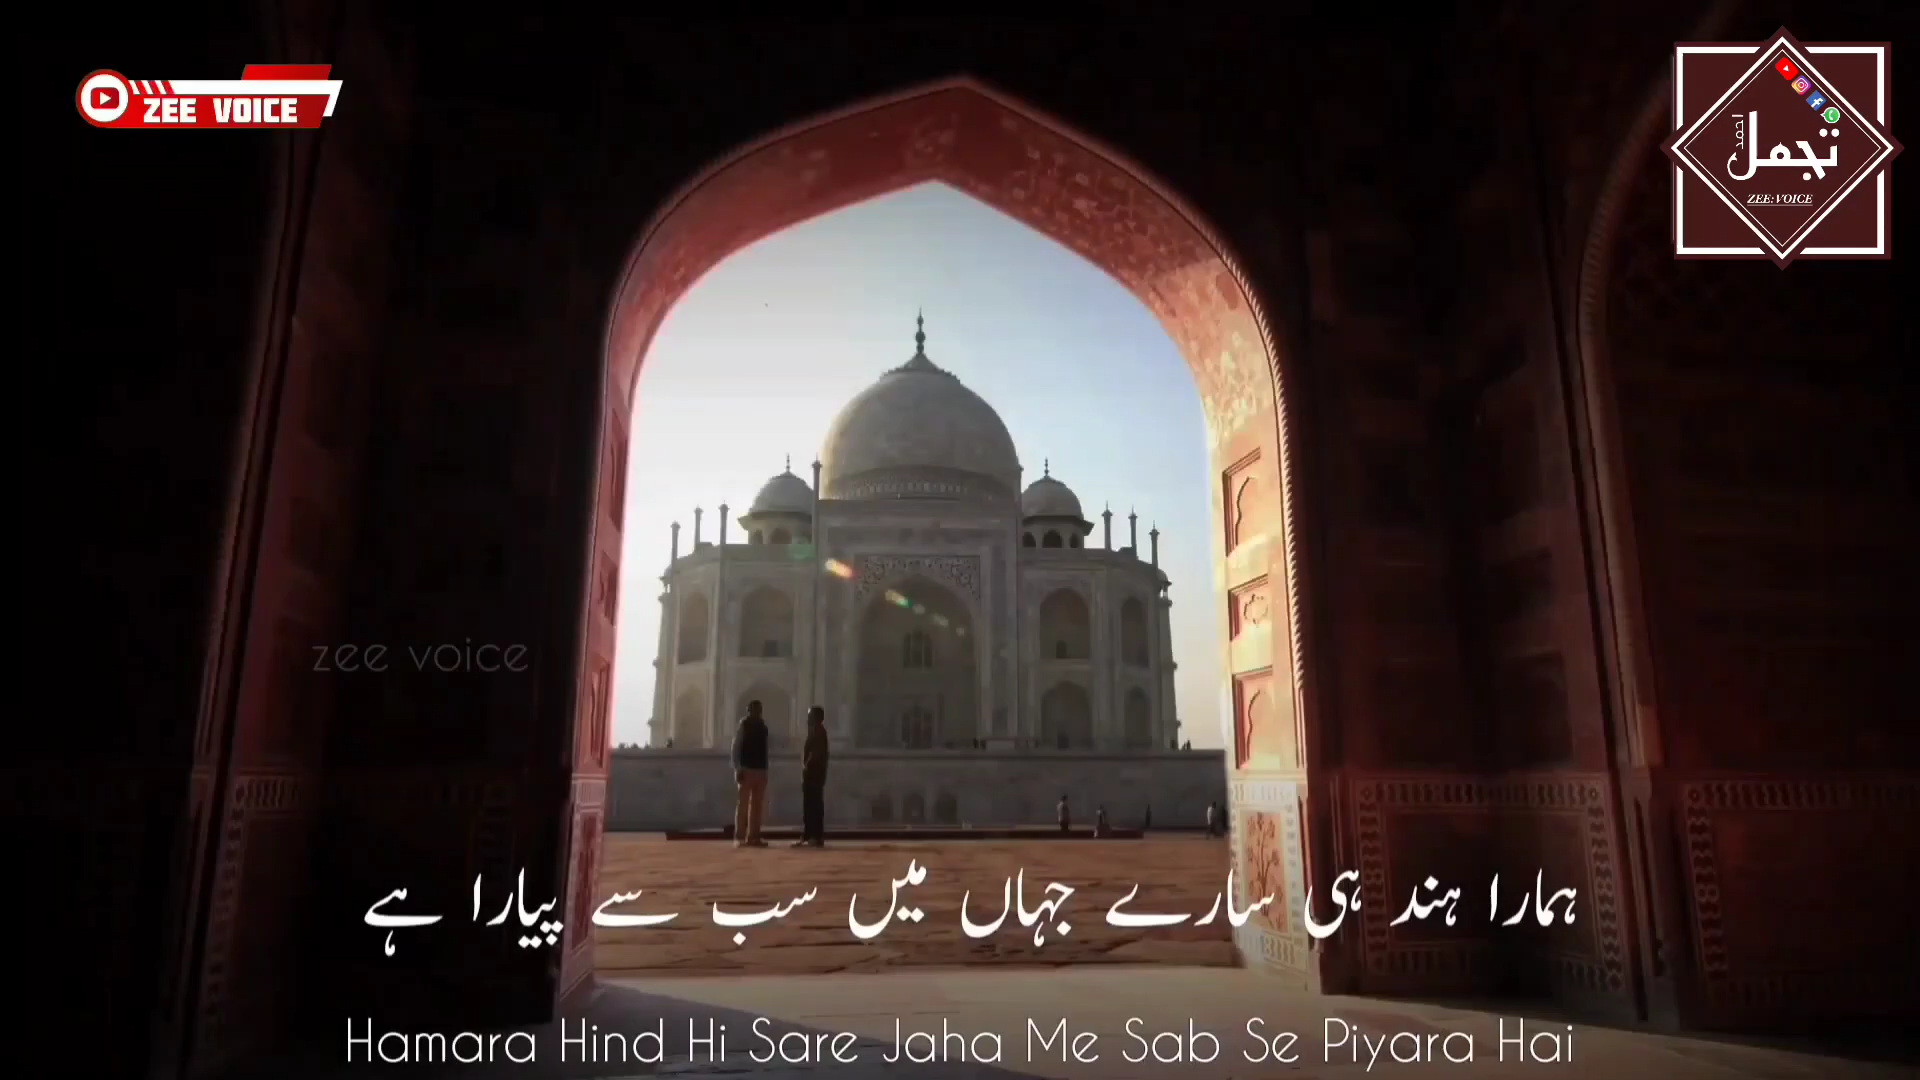 ZEE VOICE
احمد
تجمل
ZEE: VOICE
zee voice
ہمارا ہند ہی سارے جہاں میں سب سے پیارا ہے
Hamara Hind Hi Sare Jaha Me Sab Se Piyara Hai